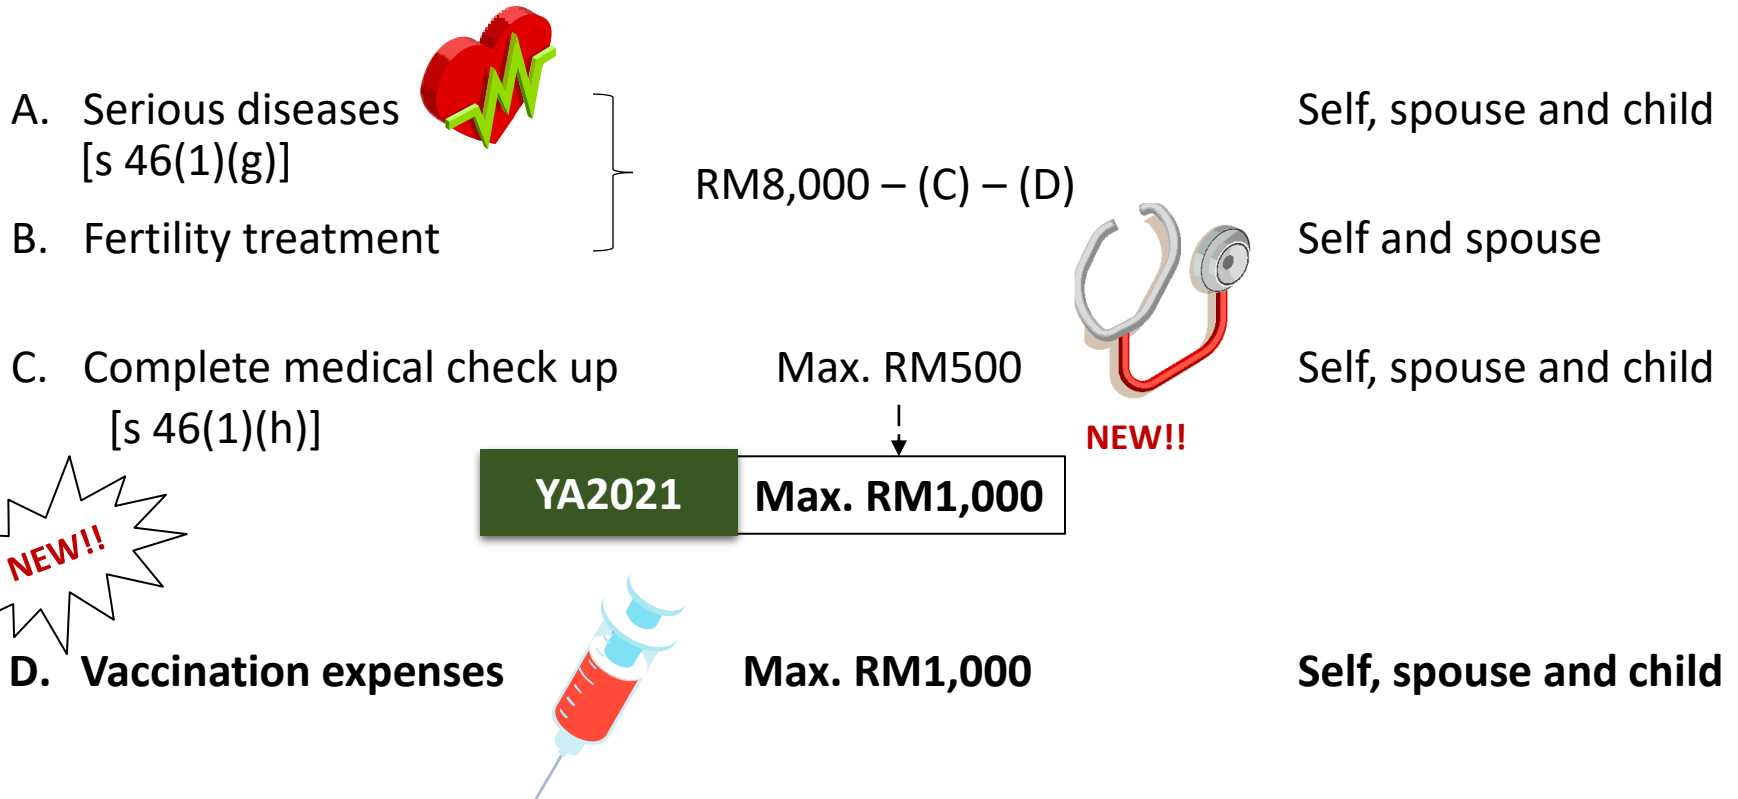 A. Serious diseases
[s 46(1)(g)]
RM8,000 – (C) – (D)
Self, spouse and child
B. Fertility treatment
Self and spouse
C. Complete medical check up
[s 46(1)(h)]
Max. RM500
Self, spouse and child
NEW!!
YA2021
Max. RM1,000
NEW!!
D. Vaccination expenses
Max. RM1,000
Self, spouse and child